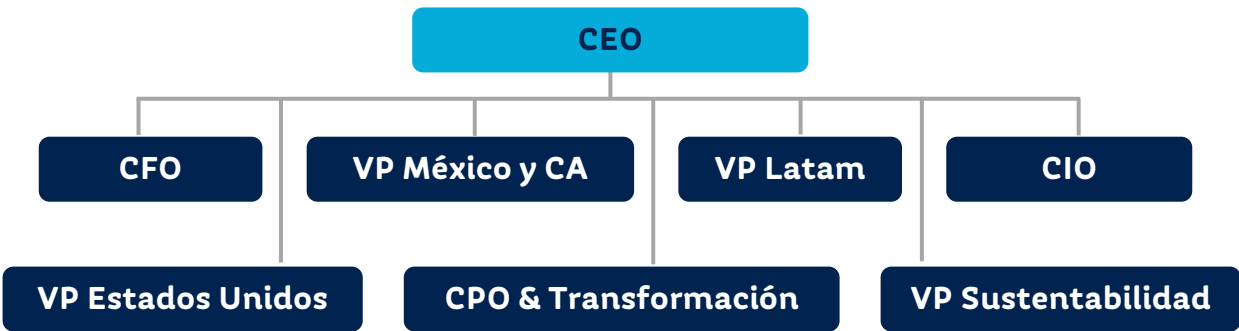 CEO
CFO
VP México y CA
VP Latam
CIO
VP Estados Unidos
CPO & Transformación
VP Sustentabilidad